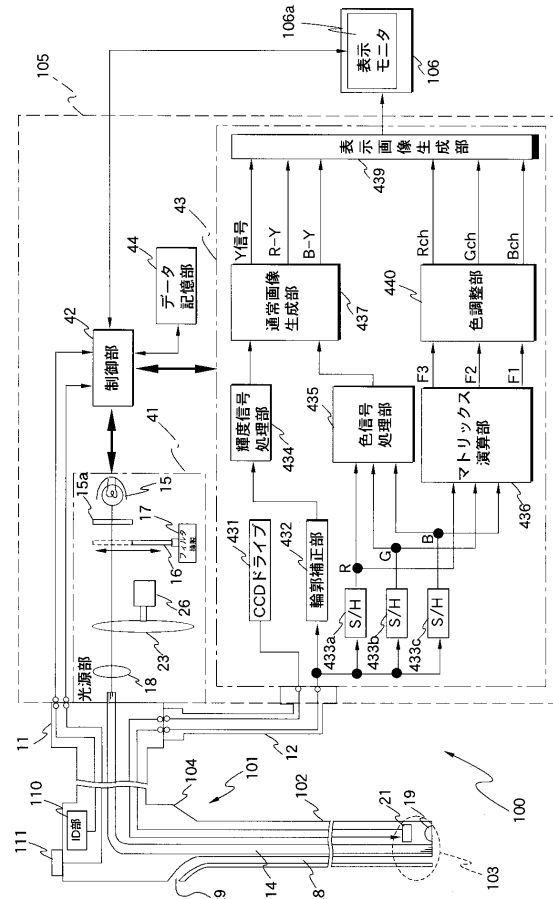 105
106a
表示
モニタ
106
表示画像生成部
439
43
Y信号
R-Y
B-Y
Rch
Gch
Bch
44
データ
記憶部
42
制御部
通常画像
生成部
437
440
色調整部
輝度信号
処理部
434
435
色信号
処理部
F3
F2
F1
マトリックス
演算部
436
41
15a
15
17
フィルタ
16
26
23
18
光源部
431
CCDドライブ
432
輪郭補正部
R
G
B
433a
S/H
433b
S/H
433c
S/H
11
12
110
ID部
111
104
101
102
100
21
19
103
14
8
9